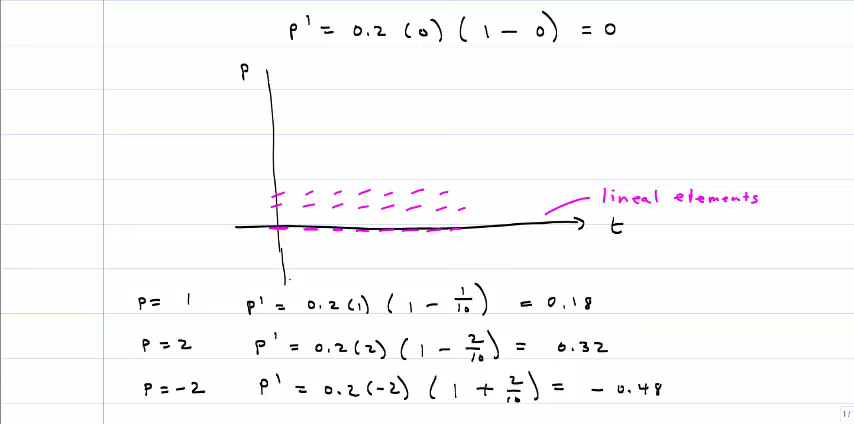 P' = 0.2 (0) ( 1 - 0 ) = 0
P
lineal elements
t
P = 1 P' = 0.2(1) ( 1 - 1/10 ) = 0.18
P = 2 P' = 0.2(2) ( 1 - 2/10 ) = 0.32
P = -2 P' = 0.2(-2) ( 1 + 2/10 ) = - 0.48